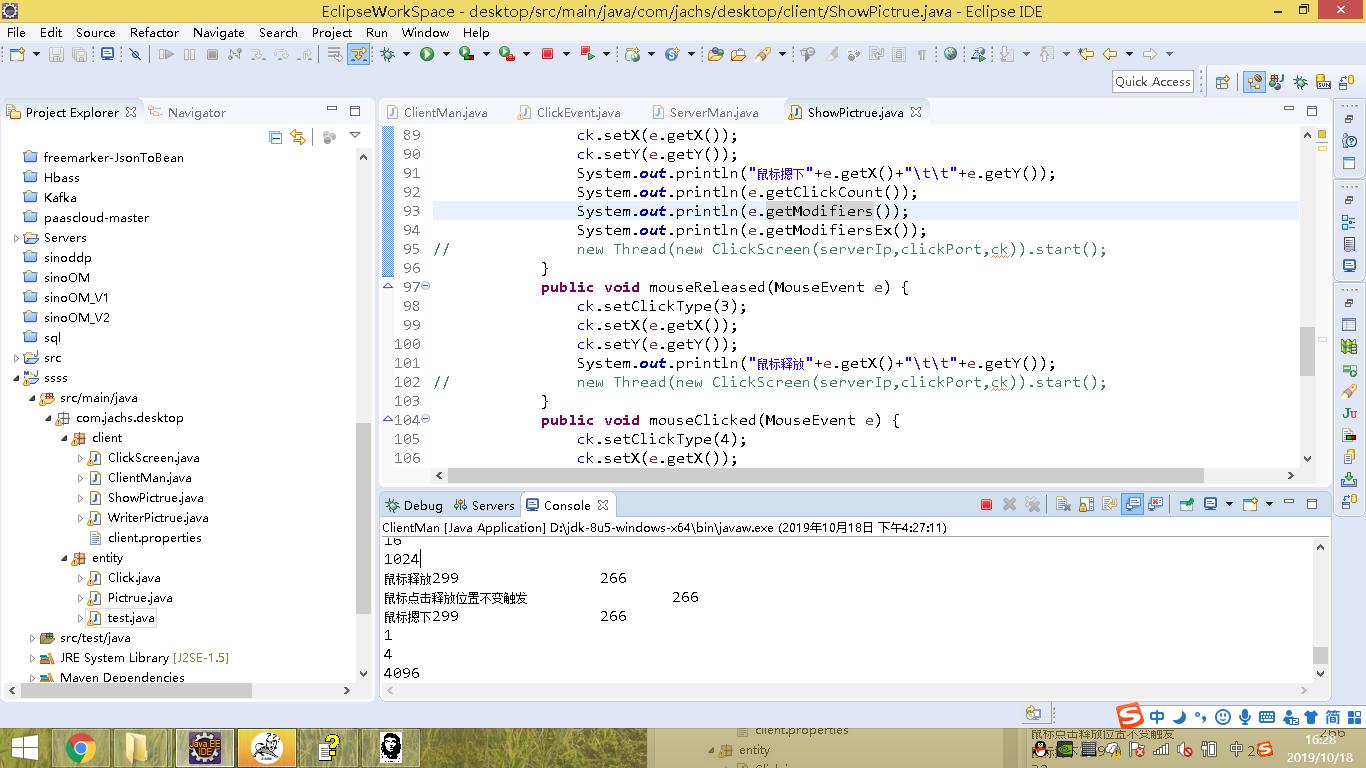 EclipseWorkSpace - desktop/src/main/java/com/jachs/desktop/client/ShowPictrue.java - Eclipse IDE
File Edit Source Refactor Navigate Search Project Run Window Help
Quick Access
Project Explorer Navigator
freemarker-JsonToBean
Hbass
Kafka
paascloud-master
Servers
sinoddp
sinoOM
sinoOM_V1
sinoOM_V2
sql
src
ssss
src/main/java
com.jachs.desktop
client
ClickScreen.java
ClientMan.java
ShowPictrue.java
WriterPictrue.java
client.properties
entity
Click.java
Pictrue.java
test.java
src/test/java
JRE System Library [J2SE-1.5]
Maven Dependencies
ClientMan.java ClickEvent.java ServerMan.java ShowPictrue.java
89 ck.setX(e.getX());
90 ck.setY(e.getY());
91 System.out.println("鼠标摁下"+e.getX()+"\t\t"+e.getY());
92 System.out.println(e.getClickCount());
93 System.out.println(e.getModifiers());
94 System.out.println(e.getModifiersEx());
95 // new Thread(new ClickScreen(serverIp,clickPort,ck)).start();
96 }
97 public void mouseReleased(MouseEvent e) {
98 ck.setClickType(3);
99 ck.setX(e.getX());
100 ck.setY(e.getY());
101 System.out.println("鼠标释放"+e.getX()+"\t\t"+e.getY());
102 // new Thread(new ClickScreen(serverIp,clickPort,ck)).start();
103 }
104 public void mouseClicked(MouseEvent e) {
105 ck.setClickType(4);
106 ck.setX(e.getX());
Debug Servers Console
ClientMan [Java Application] D:\jdk-8u5-windows-x64\bin\javaw.exe (2019年10月18日 下午4:27:11)
16
1024
鼠标释放299 266
鼠标点击释放位置不变触发 266
鼠标摁下299 266
1
4
4096
中 简
client.properties
entity
鼠标点击释放位置不变触发 266
中
16:28
2019/10/18